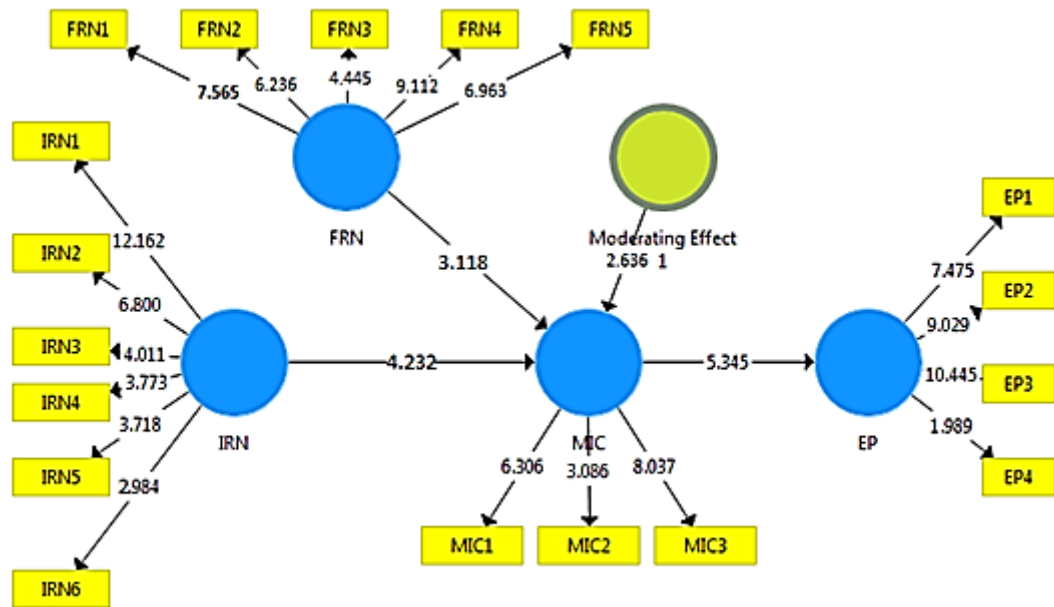 FRN1
FRN2
FRN3
FRN4
FRN5
7.565
6.236
4.445
9.112
6.963
IRN1
IRN2
IRN3
IRN4
IRN5
IRN6
12.162
6.800
4.011
3.773
3.718
2.984
FRN
Moderating Effect
1
2.636
3.118
IRN
4.232
MIC
5.345
EP
6.306
3.086
8.037
MIC1
MIC2
MIC3
7.475
9.029
10.445
1.989
EP1
EP2
EP3
EP4